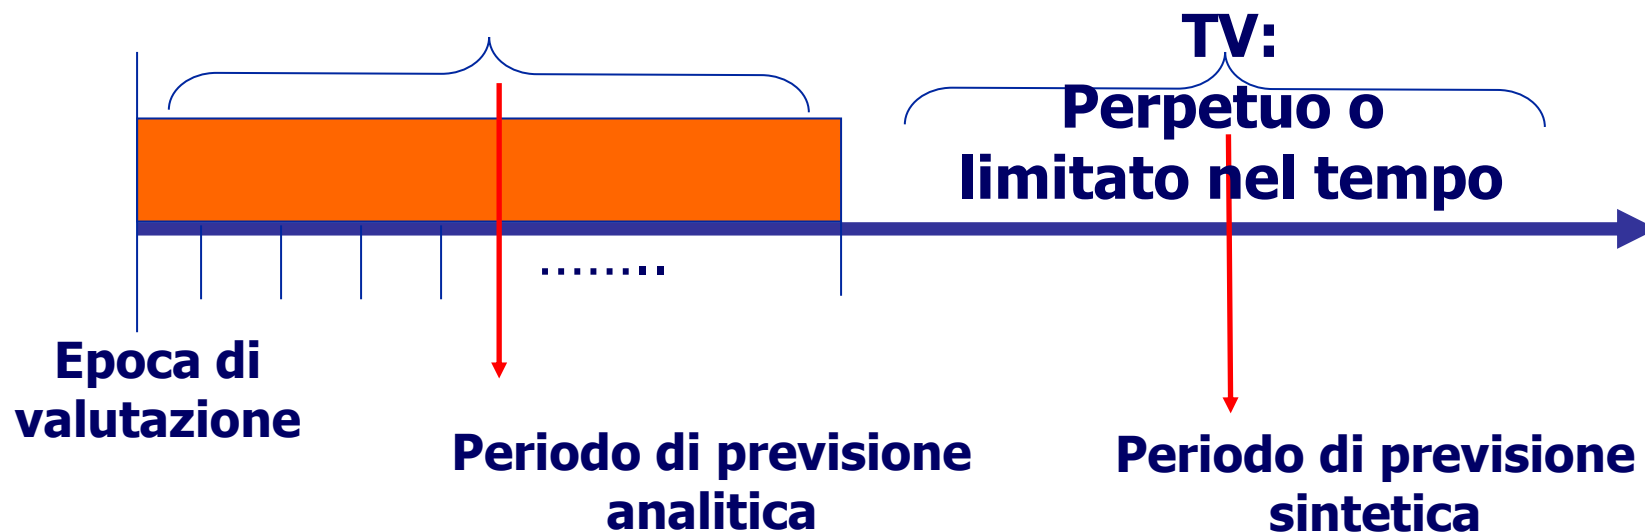 TV:
Perpetuo o
limitato nel tempo
........
Epoca di
valutazione
Periodo di previsione
analitica
Periodo di previsione
sintetica